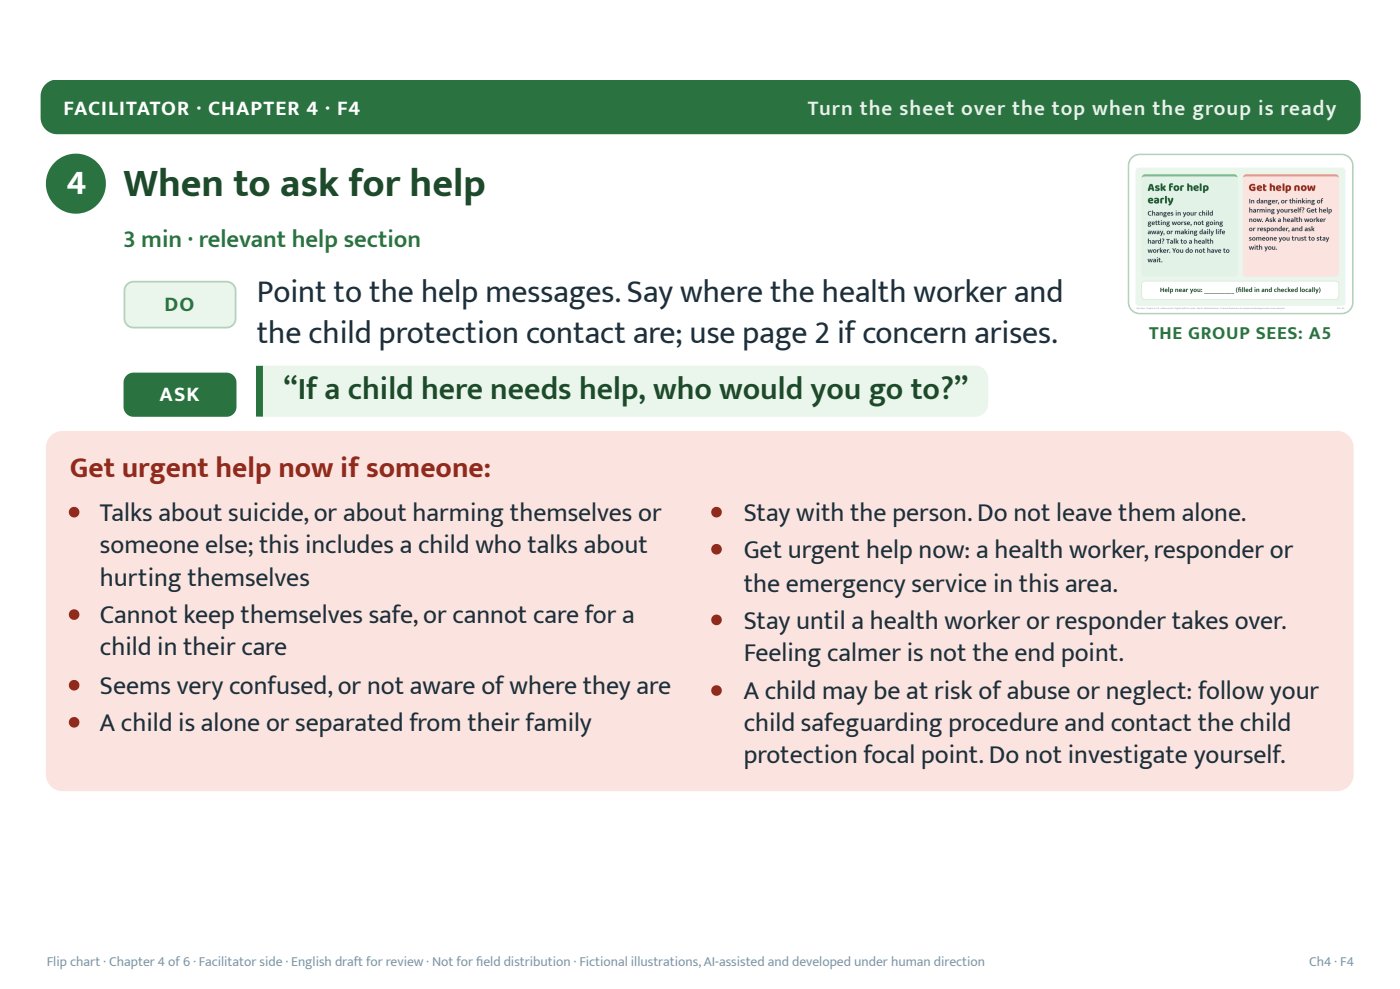 FACILITATOR · CHAPTER 4 · F4
Turn the sheet over the top when the group is ready
4
When to ask for help
3 min · relevant help section
DO
Point to the help messages. Say where the health worker and
the child protection contact are; use page 2 if concern arises.
ASK
“If a child here needs help, who would you go to?”
Ask for help
early
Changes in your child
getting worse, not going
away, or making daily life
hard? Talk to a health
worker. You do not have to
wait.
Get help now
In danger, or thinking of
harming yourself? Get help
now. Ask a health worker
or responder, and ask
someone you trust to stay
with you.
Help near you: ________ (filled in and checked locally)
THE GROUP SEES: A5
Get urgent help now if someone:
Talks about suicide, or about harming themselves or
someone else; this includes a child who talks about
hurting themselves
Cannot keep themselves safe, or cannot care for a
child in their care
Seems very confused, or not aware of where they are
A child is alone or separated from their family
Stay with the person. Do not leave them alone.
Get urgent help now: a health worker, responder or
the emergency service in this area.
Stay until a health worker or responder takes over.
Feeling calmer is not the end point.
A child may be at risk of abuse or neglect: follow your
child safeguarding procedure and contact the child
protection focal point. Do not investigate yourself.
Flip chart · Chapter 4 of 6 · Facilitator side · English draft for review · Not for field distribution · Fictional illustrations, AI-assisted and developed under human direction
Ch4 · F4